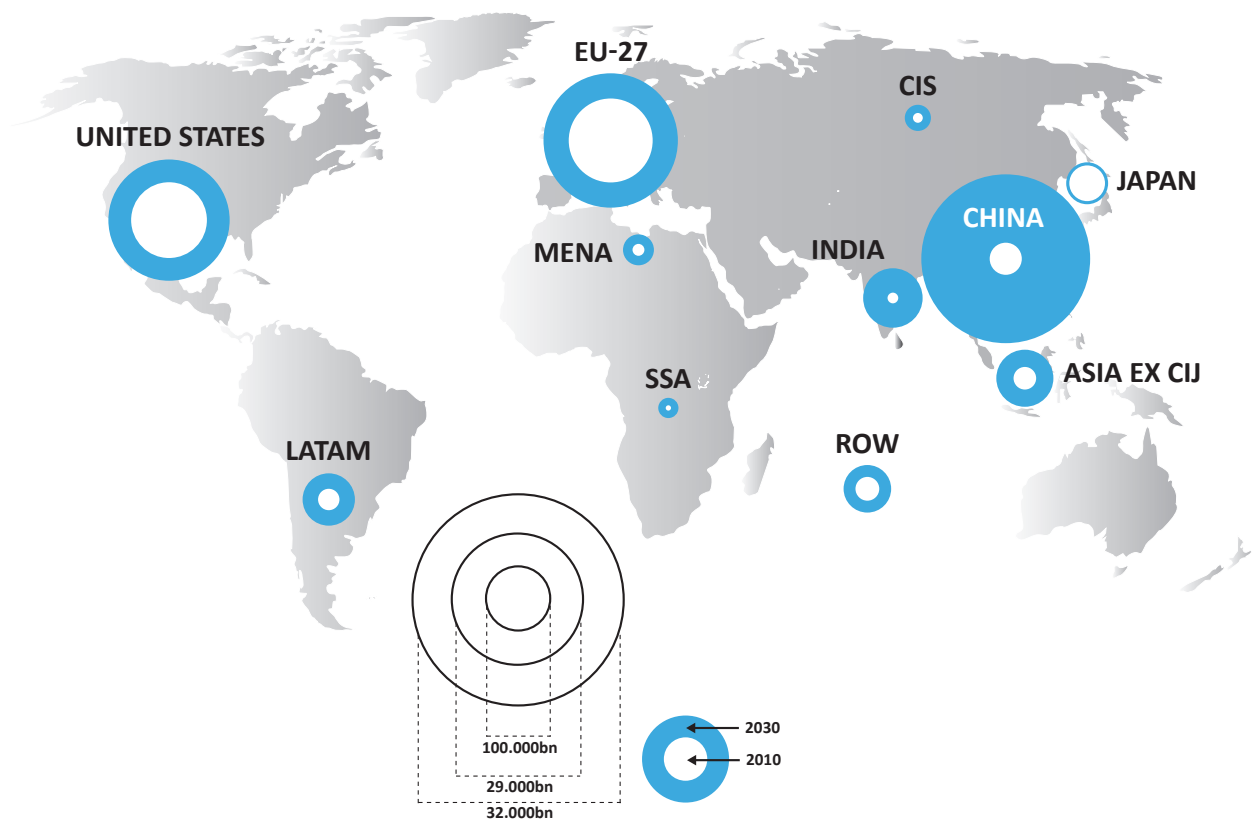 EU-27
CIS
UNITED STATES
JAPAN
CHINA
MENA
INDIA
ASIA EX CIJ
SSA
LATAM
ROW
2030
100.000bn
2010
29.000bn
32.000bn